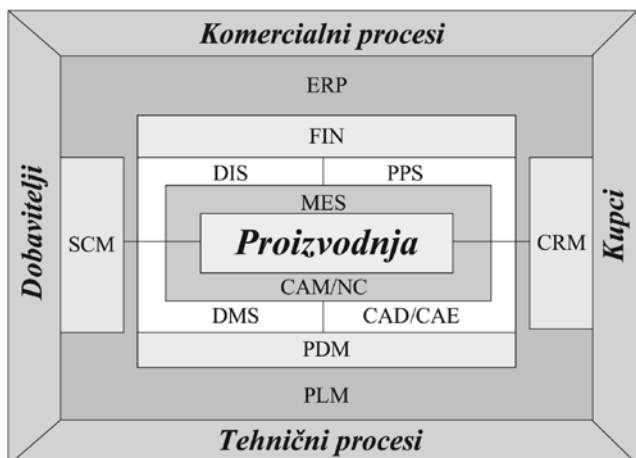 Komercialni procesi
ERP
FIN
DIS PPS
MES
Dobavitelji
SCM
Proizvodnja
CRM
Kupci
CAM/NC
DMS CAD/CAE
PDM
PLM
Tehnični procesi